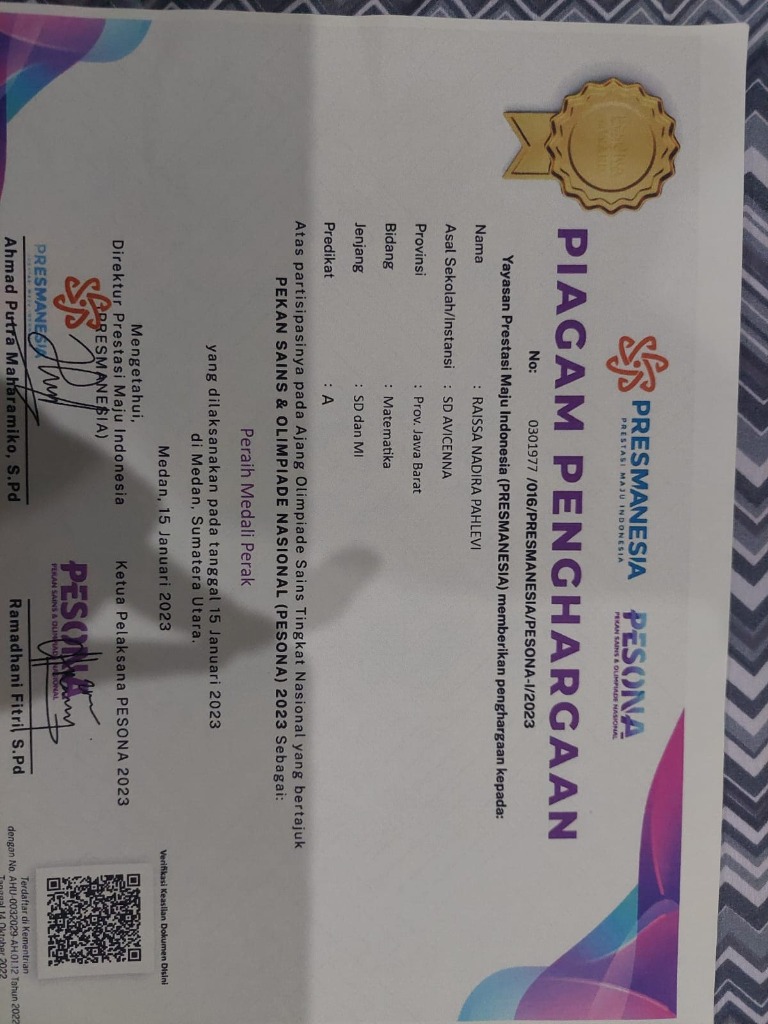 PRESMANESIA
PRESTASI MAJU INDONESIA
PESONA
PEKAN SAINS & OLIMPIADE NASIONAL
PIAGAM PENGHARGAAN
No: 0301977 /016/PRESMANESIA/PESONA-I/2023
Yayasan Prestasi Maju Indonesia (PRESMANESIA) memberikan penghargaan kepada:
Nama : RAISSA NADIRA PAHLEVI
Asal Sekolah/Instansi : SD AVICENNA
Provinsi : Prov. Jawa Barat
Bidang : Matematika
Jenjang : SD dan MI
Predikat : A
Atas partisipasinya pada Ajang Olimpiade Sains Tingkat Nasional yang bertajuk
PEKAN SAINS & OLIMPIADE NASIONAL (PESONA) 2023 Sebagai:
Peraih Medali Perak
yang dilaksanakan pada tanggal 15 Januari 2023
di Medan, Sumatera Utara.
Medan, 15 Januari 2023
Mengetahui,
Direktur Prestasi Maju Indonesia
(PRESMANESIA)
PRESMANESIA
Ahmad Putra Maharamiko, S.Pd
Ketua Pelaksana PESONA 2023
PESONA
PEKAN SAINS & OLIMPIADE NASIONAL
Ramadhani Fitri, S.Pd
Verifikasi Keaslian Dokumen Disini
Terdaftar di Kementrian
dengan No. AHU-0032029 AH.01.12 Tahun 2022
Tanggal 14 Oktober 2022